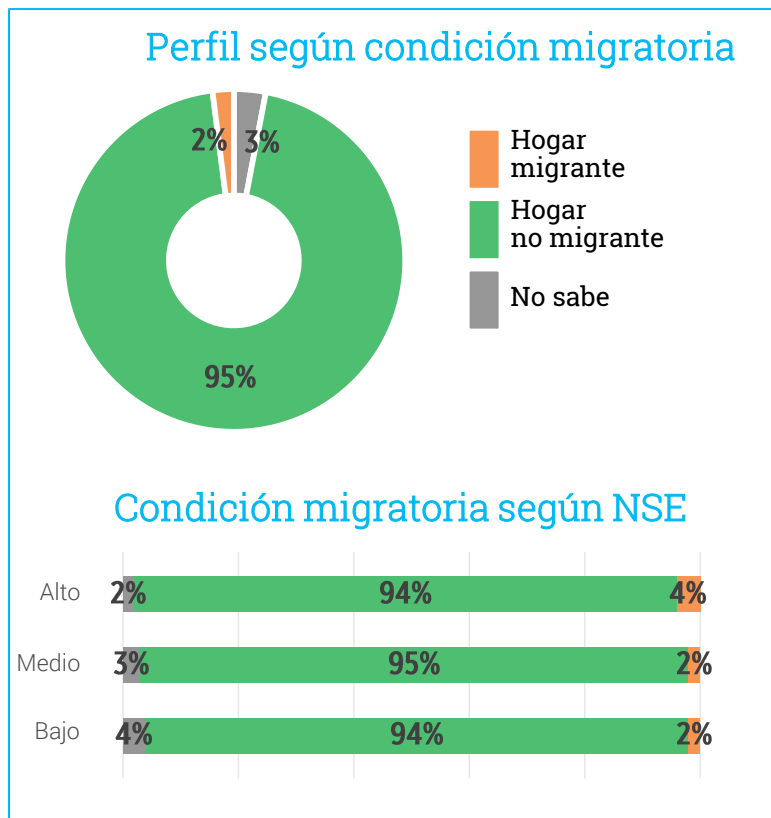 Perfil según condición migratoria
2%
3%
95%
Hogar
migrante
Hogar
no migrante
No sabe
Condición migratoria según NSE
Alto 2% 94% 4%
Medio 3% 95% 2%
Bajo 4% 94% 2%